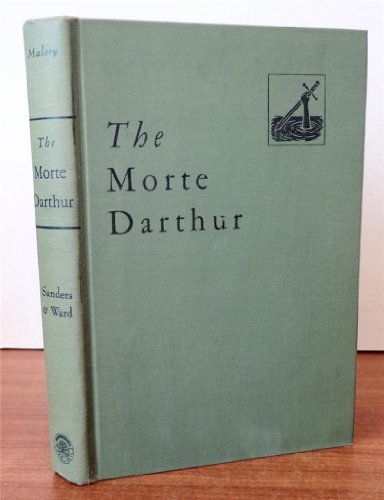 Malory
The
Morte
Darthur
Sanders
& Ward
The
Morte
Darthur